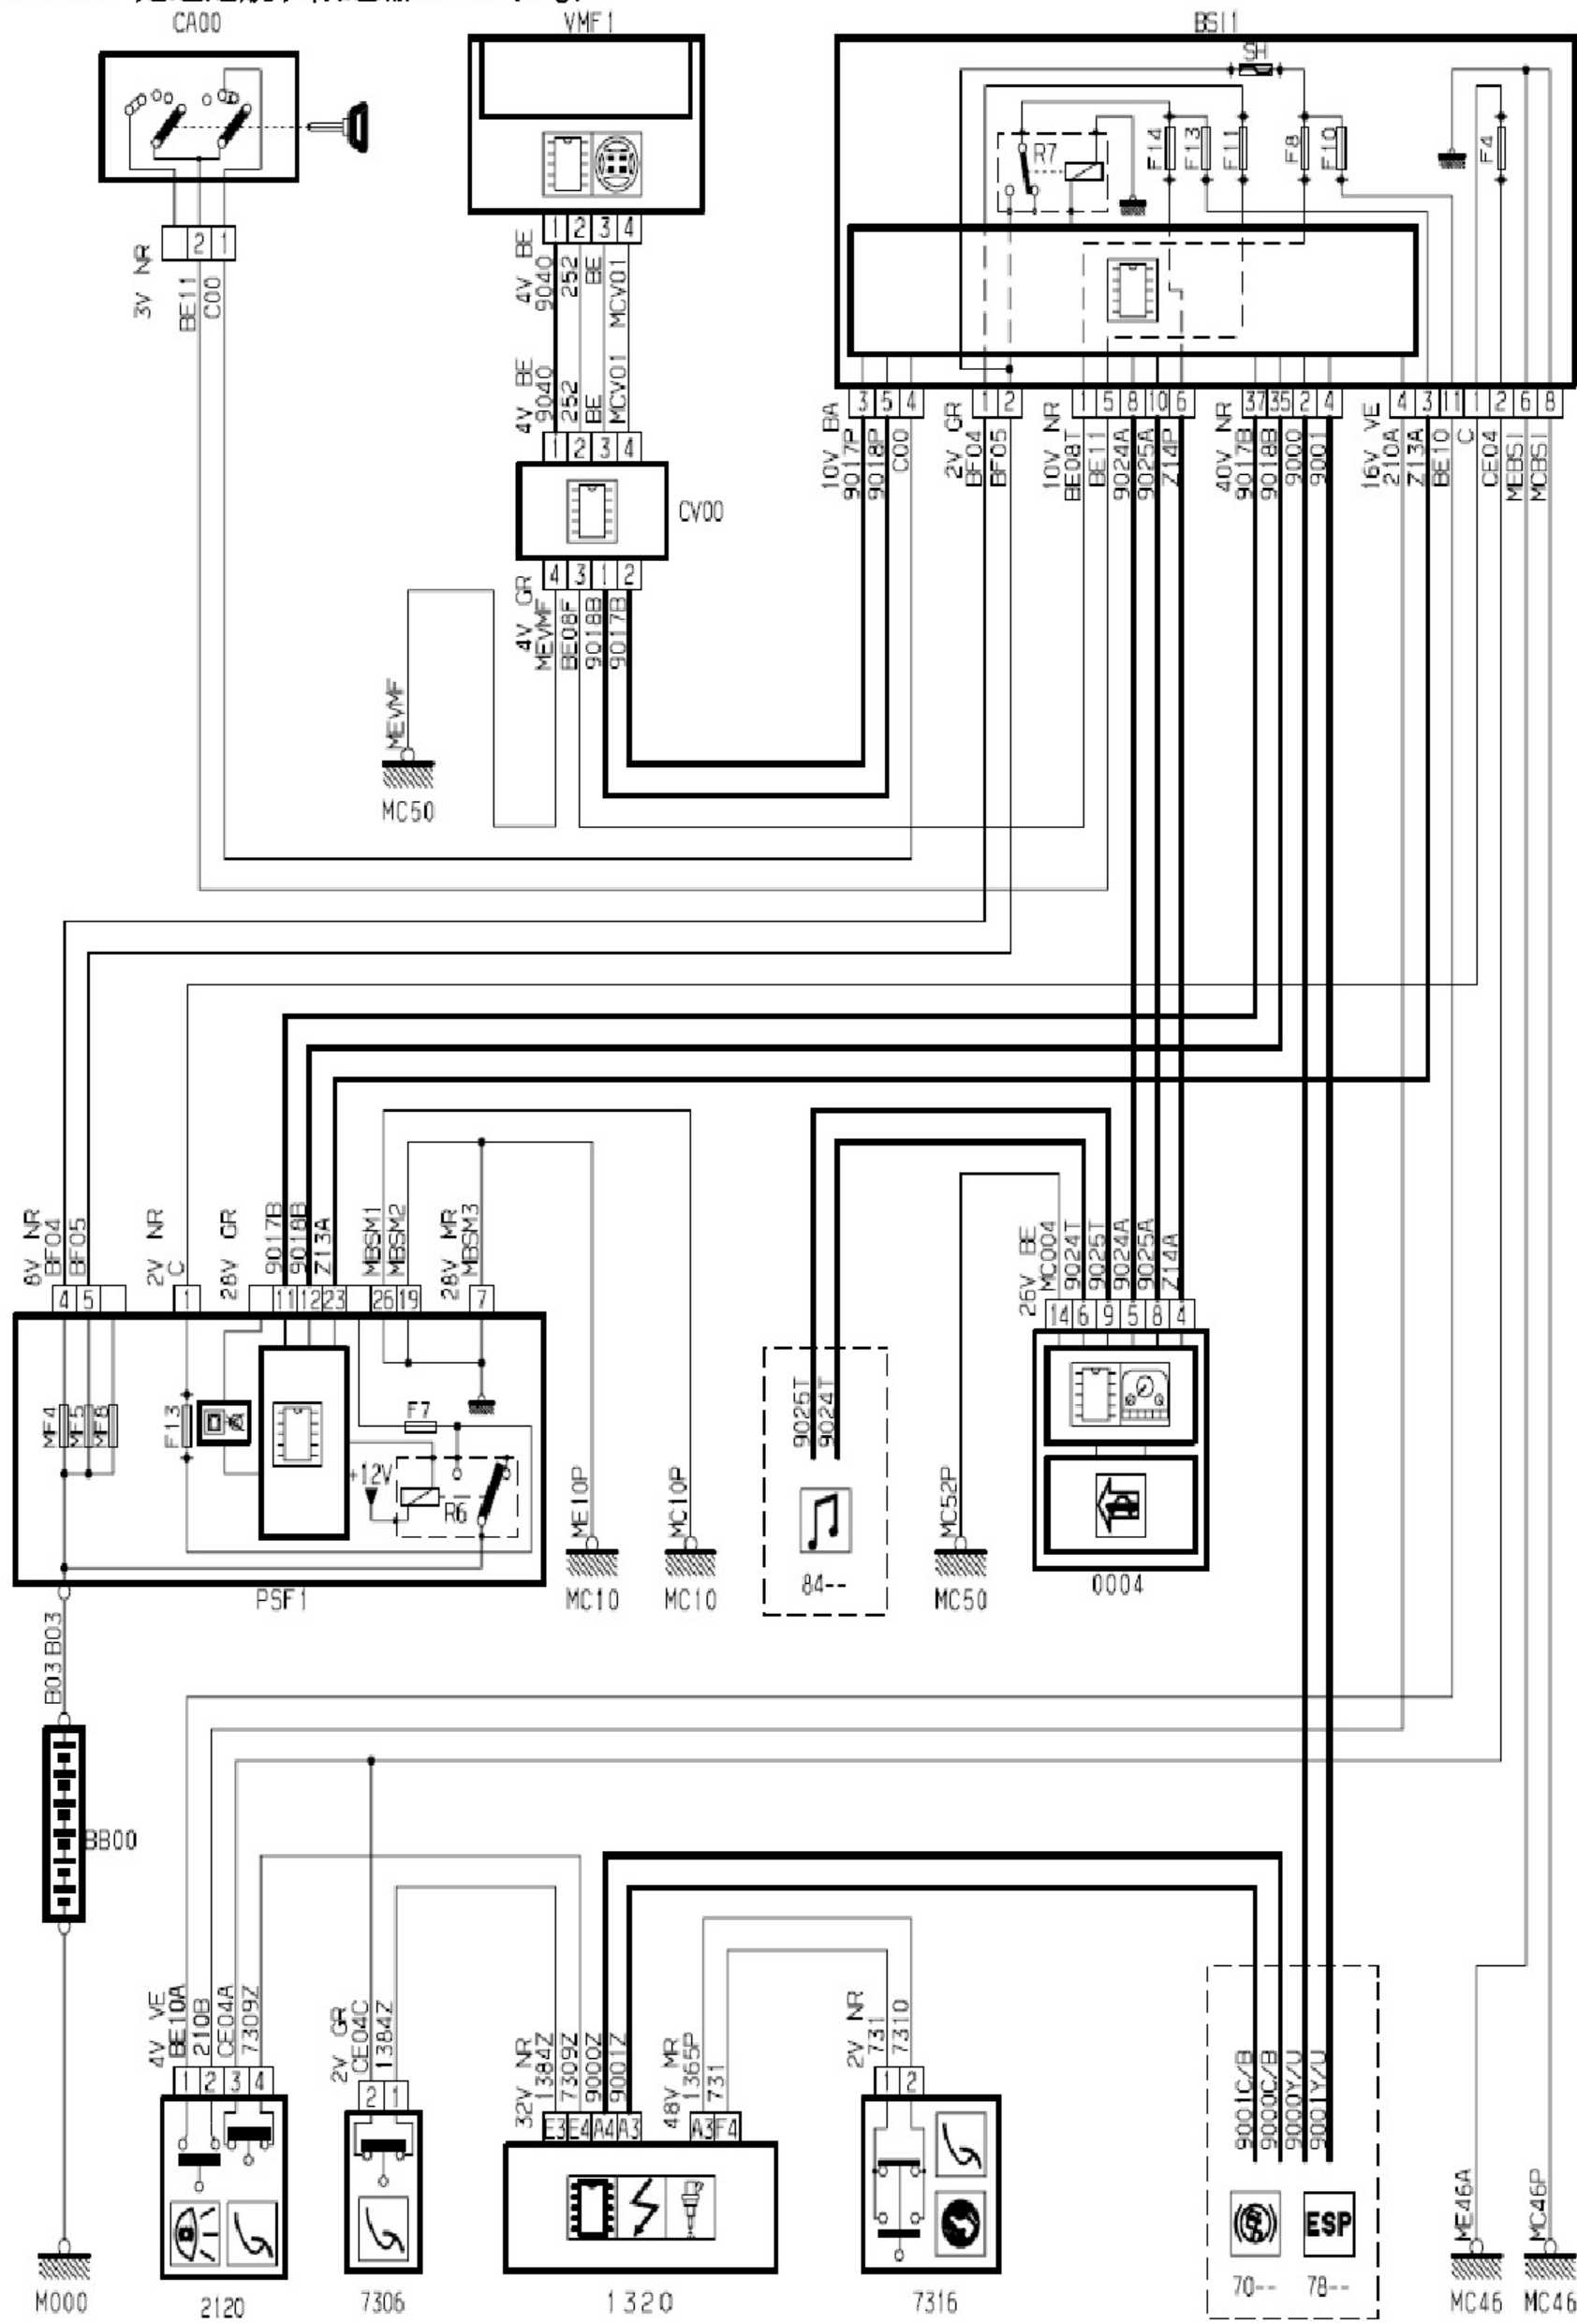 CA00
VMF1
BSI1
SH
R7
F14
F13
F11
F8
F10
F4
2 1
3V NR
BE11
C00
1 2 3 4
4V BE
9040
252
BE
MCV01
4V BE
9040
252
BE
MCV01
1 2 3 4
CV00
4 3 1 2
4V GR
MEVMF
BE08F
9018B
9017B
MEVMF
MC50
3 5 4
10V BA
9017P
9018P
C00
1 2
2V GR
BF04
BF05
1 5 8 10 6
10V NR
BE08T
BE11
9024A
9025A
Z14P
37 35 2 4
40V NR
9017B
9018B
9000
9001
4 3 11 1 2 6 8
16V VE
210A
Z13A
BE10
C
CE04
MEBSI
MCBSI
8V NR
BF04
BF05
2V NR
C
28V GR
9017B
9018B
Z13A
MBSM1
MBSM2
28V MR
MBSM3
4 5
1
11 12 23
26 19
7
MF4
MF5
MF8
F13
F7
+12V
R6
PSF1
ME10P
MC10
MC10P
MC10
9025T
9024T
84--
MC52P
MC50
26V BE
MC004
9024T
9025T
9024A
9025A
Z14A
14 6 9 5 8 4
0004
B03 B03
BB00
M000
4V VE
BE10A
210B
CE04A
7309Z
1 2 3 4
2120
2V GR
CE04C
1384Z
2 1
7306
32V NR
1384Z
7309Z
9000Z
9001Z
48V MR
1365P
731
E3 E4 A4 A3
A3 F4
1320
2V NR
731
7310
1 2
7316
9001C/B
9000C/B
9000Y/U
9001Y/U
ESP
70--
78--
ME46A
MC46P
MC46
MC46